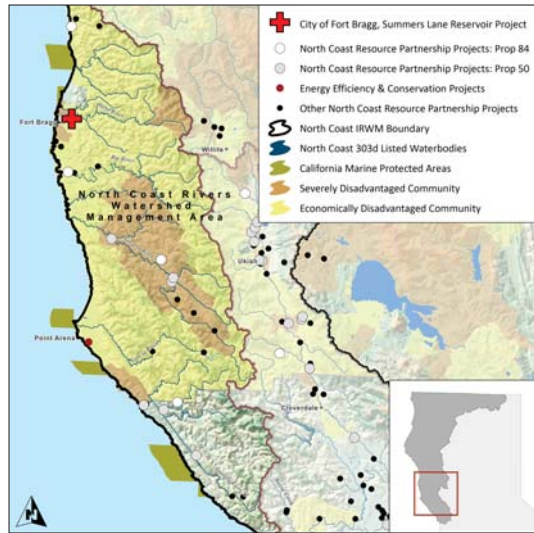 City of Fort Bragg, Summers Lane Reservoir Project
North Coast Resource Partnership Projects: Prop 84
North Coast Resource Partnership Projects: Prop 50
Energy Efficiency & Conservation Projects
Other North Coast Resource Partnership Projects
North Coast IRWM Boundary
North Coast 303d Listed Waterbodies
California Marine Protected Areas
Severely Disadvantaged Community
Economically Disadvantaged Community
Fort Bragg
Willits
North Coast Rivers
Watershed
Management Area
Ukiah
Point Arena
Cloverdale